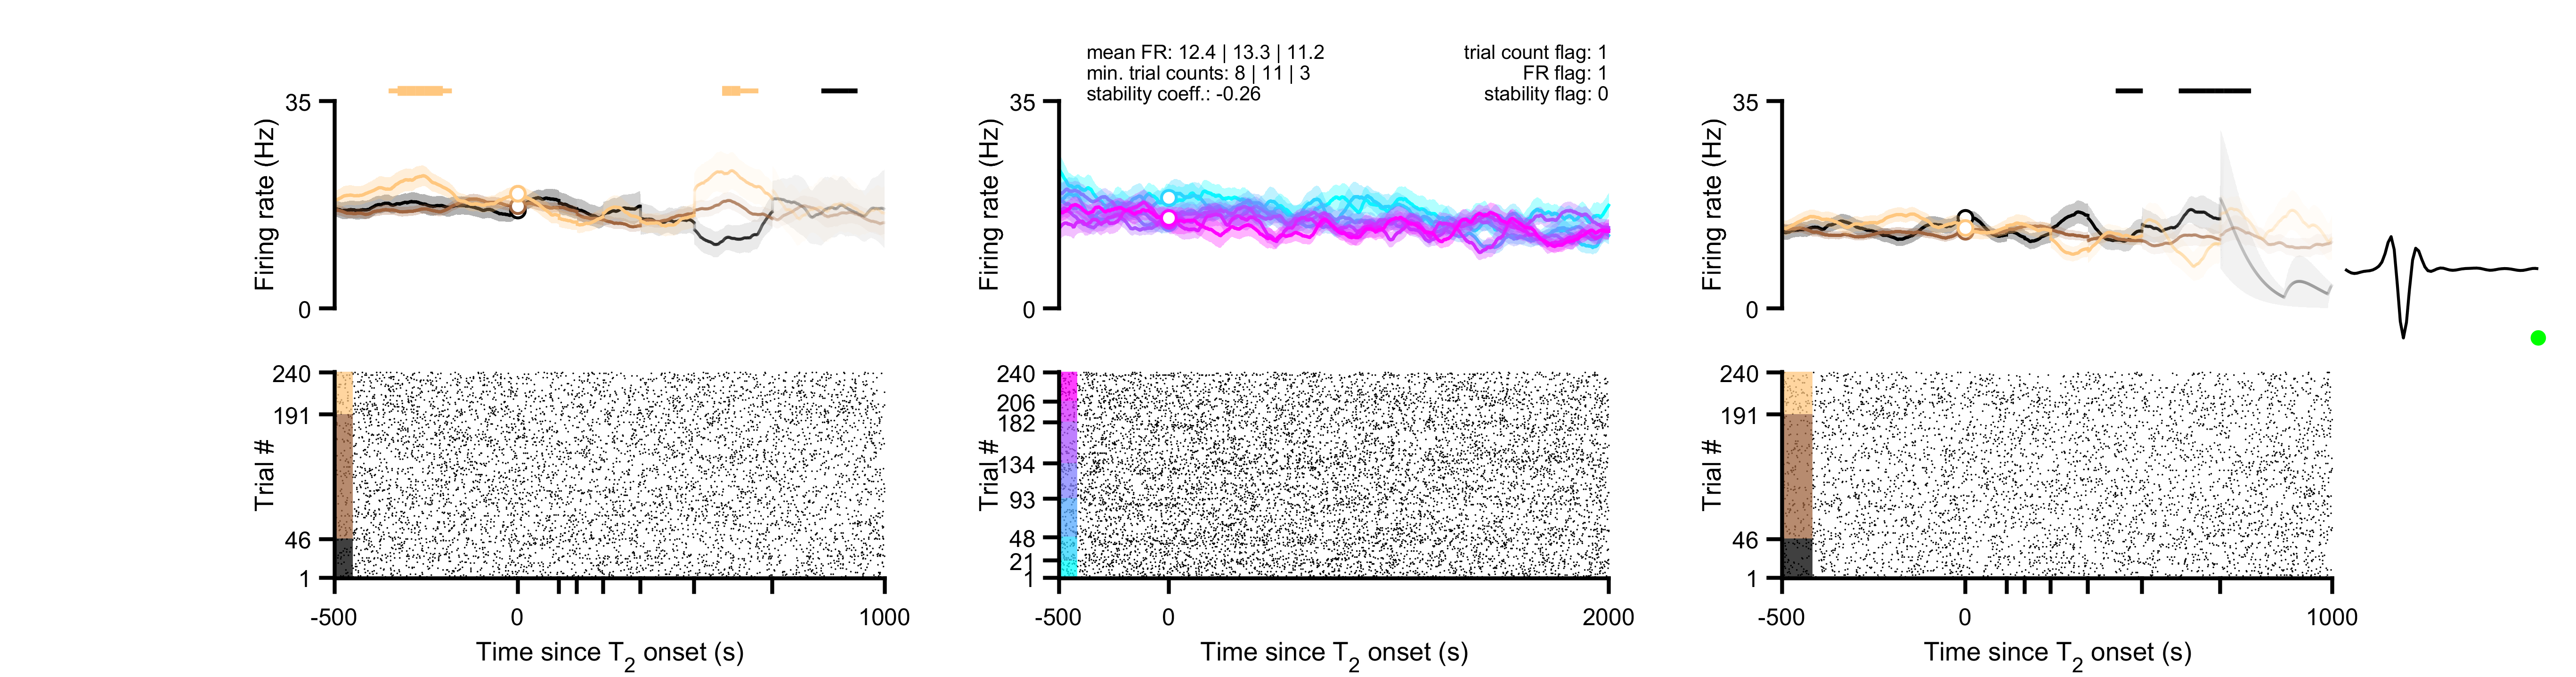 mean FR: 12.4 | 13.3 | 11.2
min. trial counts: 8 | 11 | 3
stability coeff.: -0.26
trial count flag: 1
FR flag: 1
stability flag: 0
35
Firing rate (Hz)
0
35
Firing rate (Hz)
0
35
Firing rate (Hz)
0
240
191
Trial #
46
1
-500
0
1000
Time since T2 onset (s)
240
206
182
134
93
48
21
1
Trial #
-500
0
2000
Time since T2 onset (s)
240
191
Trial #
46
1
-500
0
1000
Time since T2 onset (s)